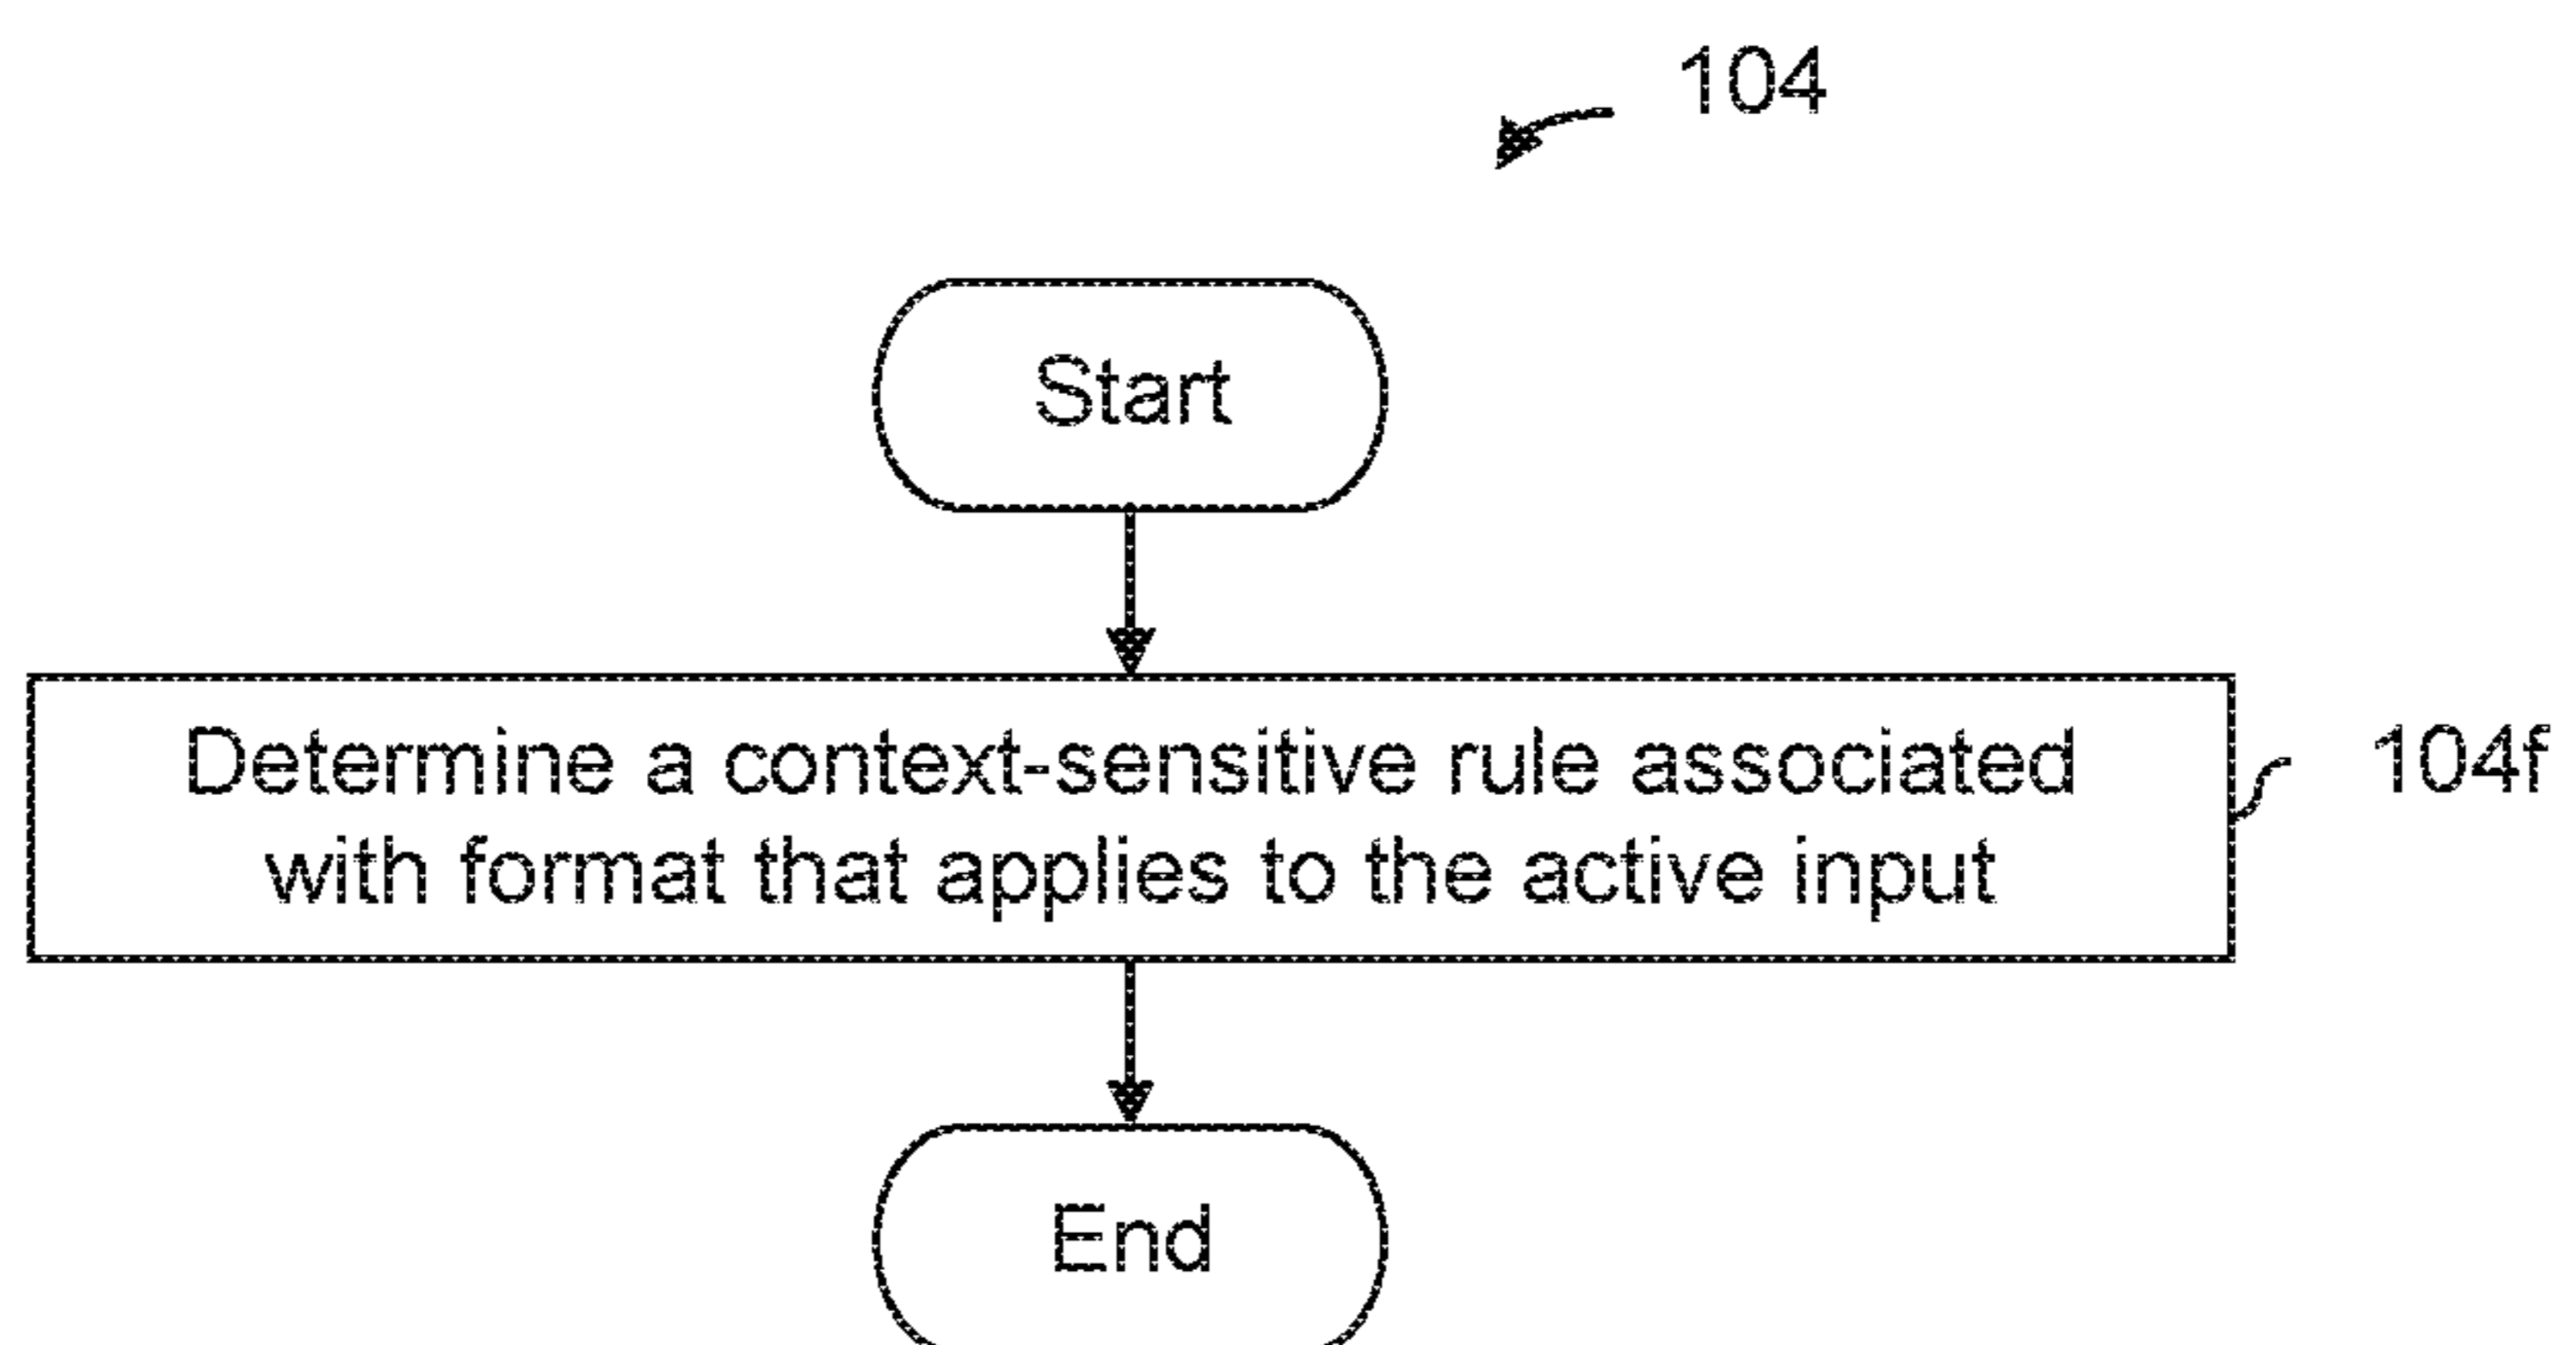 104
Start
Determine a context-sensitive rule associated
with format that applies to the active input
104f
End